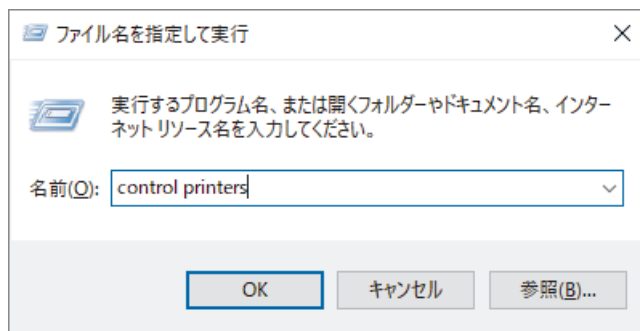 ファイル名を指定して実行
実行するプログラム名、または開くフォルダーやドキュメント名、インター
ネット リソース名を入力してください。
名前(O): control printers
OK キャンセル 参照(B)...